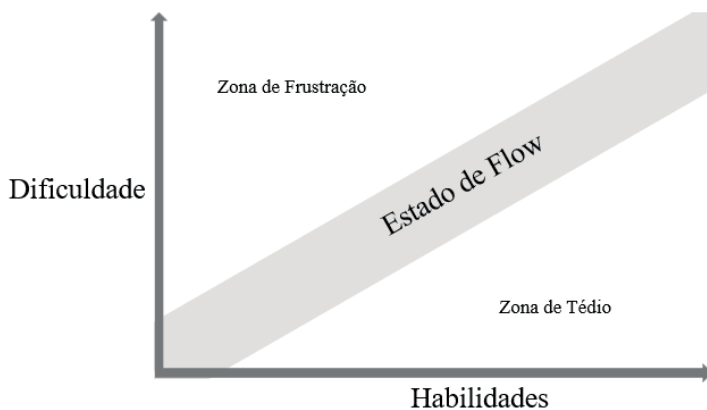 Zona de Frustração
Dificuldade
Estado de Flow
Zona de Tédio
Habilidades